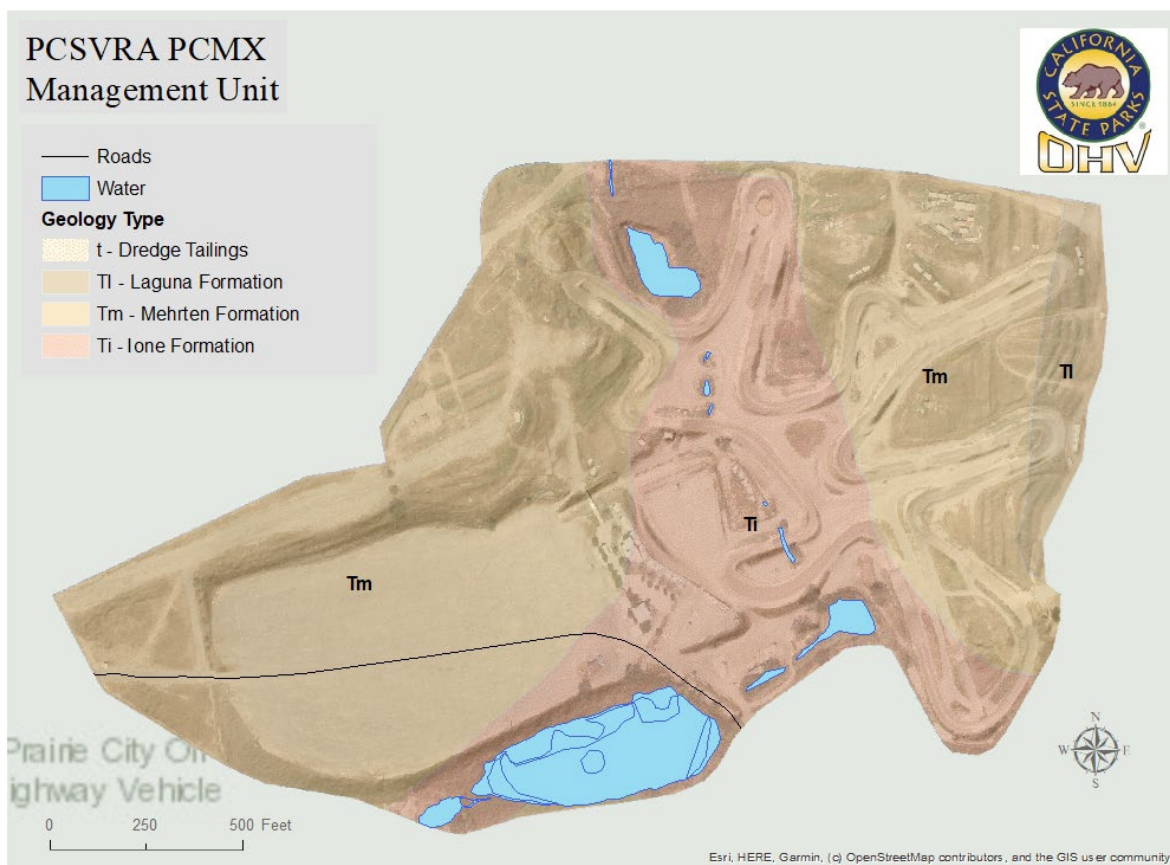 PCSVRA PCMX
Management Unit
Roads
Water
Geology Type
t - Dredge Tailings
Tl - Laguna Formation
Tm - Mehrten Formation
Ti - Ione Formation
CALIFORNIA
STATE PARKS
SINCE 1864
OHV
Tm
Tl
Ti
Tm
N
W E
S
Prairie City Of
ighway Vehicle
0 250 500 Feet
Esri, HERE, Garmin, (c) OpenStreetMap contributors, and the GIS user community